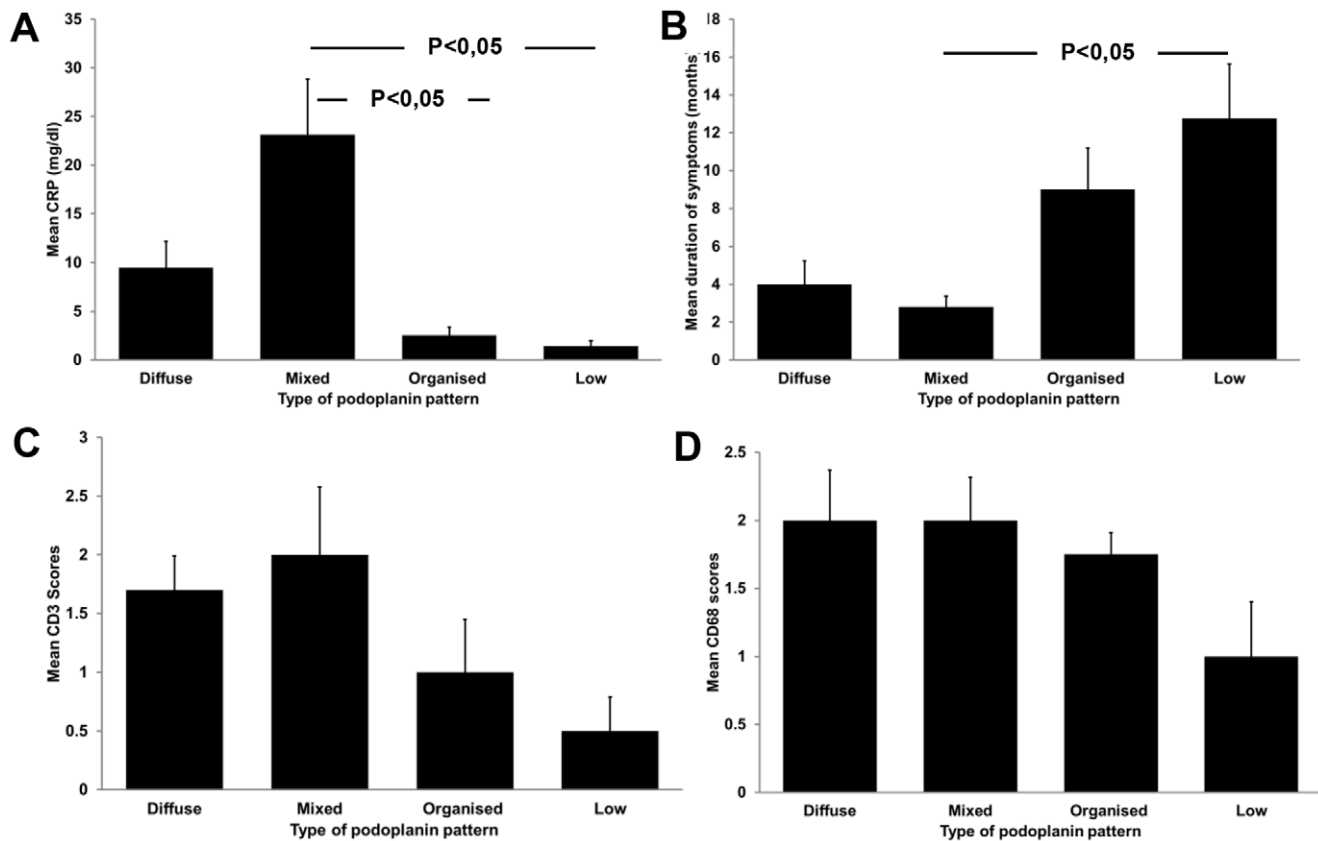 A
Mean CRP (mg/dl)
35
30
25
20
15
10
5
0
P<0,05
P<0,05
Diffuse Mixed Organised Low
Type of podoplanin pattern
B
Mean duration of symptoms (months)
18
16
14
12
10
8
6
4
2
0
P<0,05
Diffuse Mixed Organised Low
Type of podoplanin pattern
C
Mean CD3 Scores
3
2.5
2
1.5
1
0.5
0
Diffuse Mixed Organised Low
Type of podoplanin pattern
D
Mean CD68 scores
2.5
2
1.5
1
0.5
0
Diffuse Mixed Organised Low
Type of podoplanin pattern